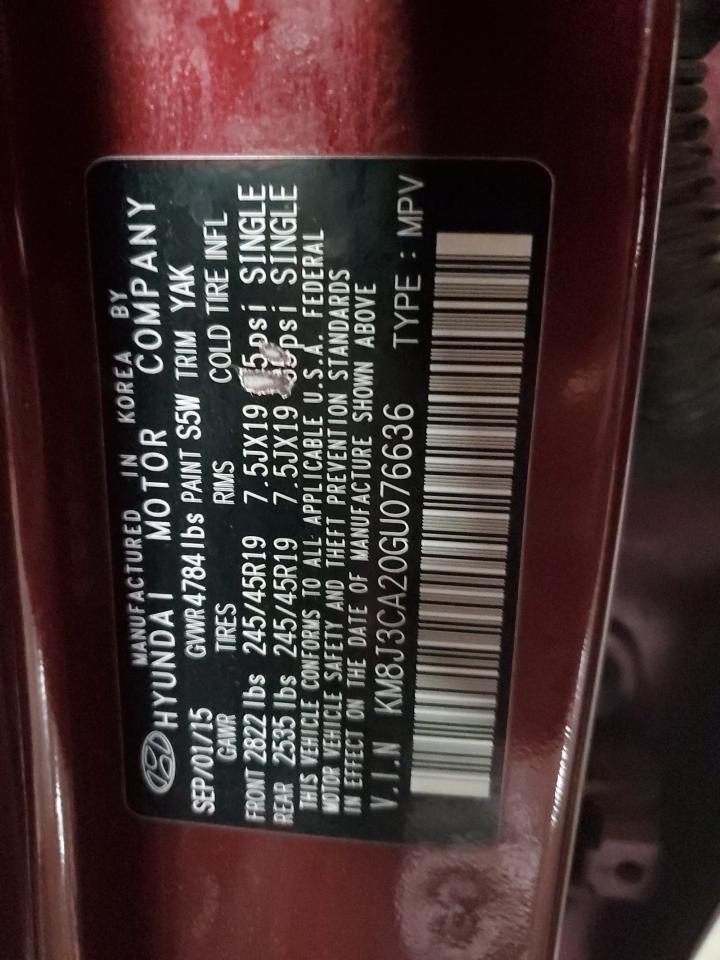 MANUFACTURED IN KOREA BY
HYUNDAI MOTOR COMPANY
SEP/01/15 GVWR 4784 lbs PAINT S5W TRIM YAK
GAWR TIRES RIMS COLD TIRE INFL
FRONT 2822 lbs 245/45R19 7.5JX19 SINGLE
REAR 2535 lbs 245/45R19 7.5JX19 SINGLE
THIS VEHICLE CONFORMS TO ALL APPLICABLE U.S.A. FEDERAL
MOTOR VEHICLE SAFETY AND THEFT PREVENTION STANDARDS
IN EFFECT ON THE DATE OF MANUFACTURE SHOWN ABOVE
V.I.N KM8J3CA20GU076636 TYPE : MPV